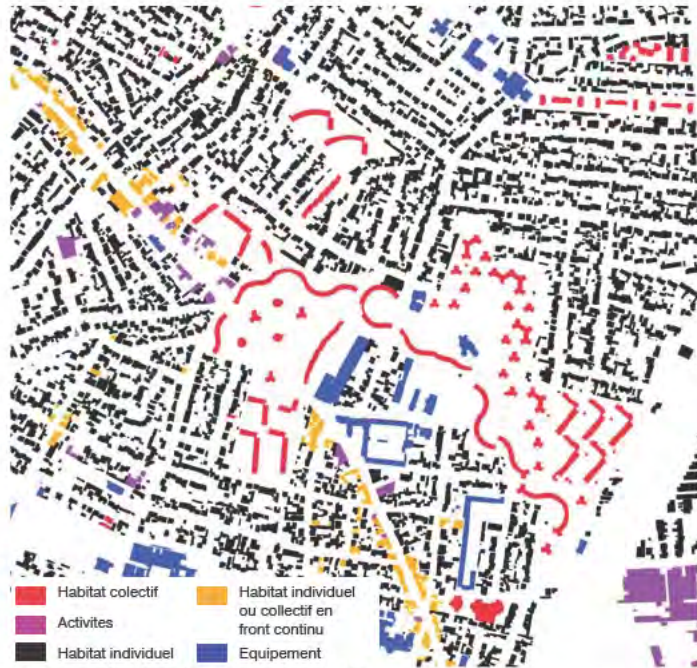 Habitat colectif
Activites
Habitat individuel
Habitat individuel
ou collectif en
front continu
Equipement